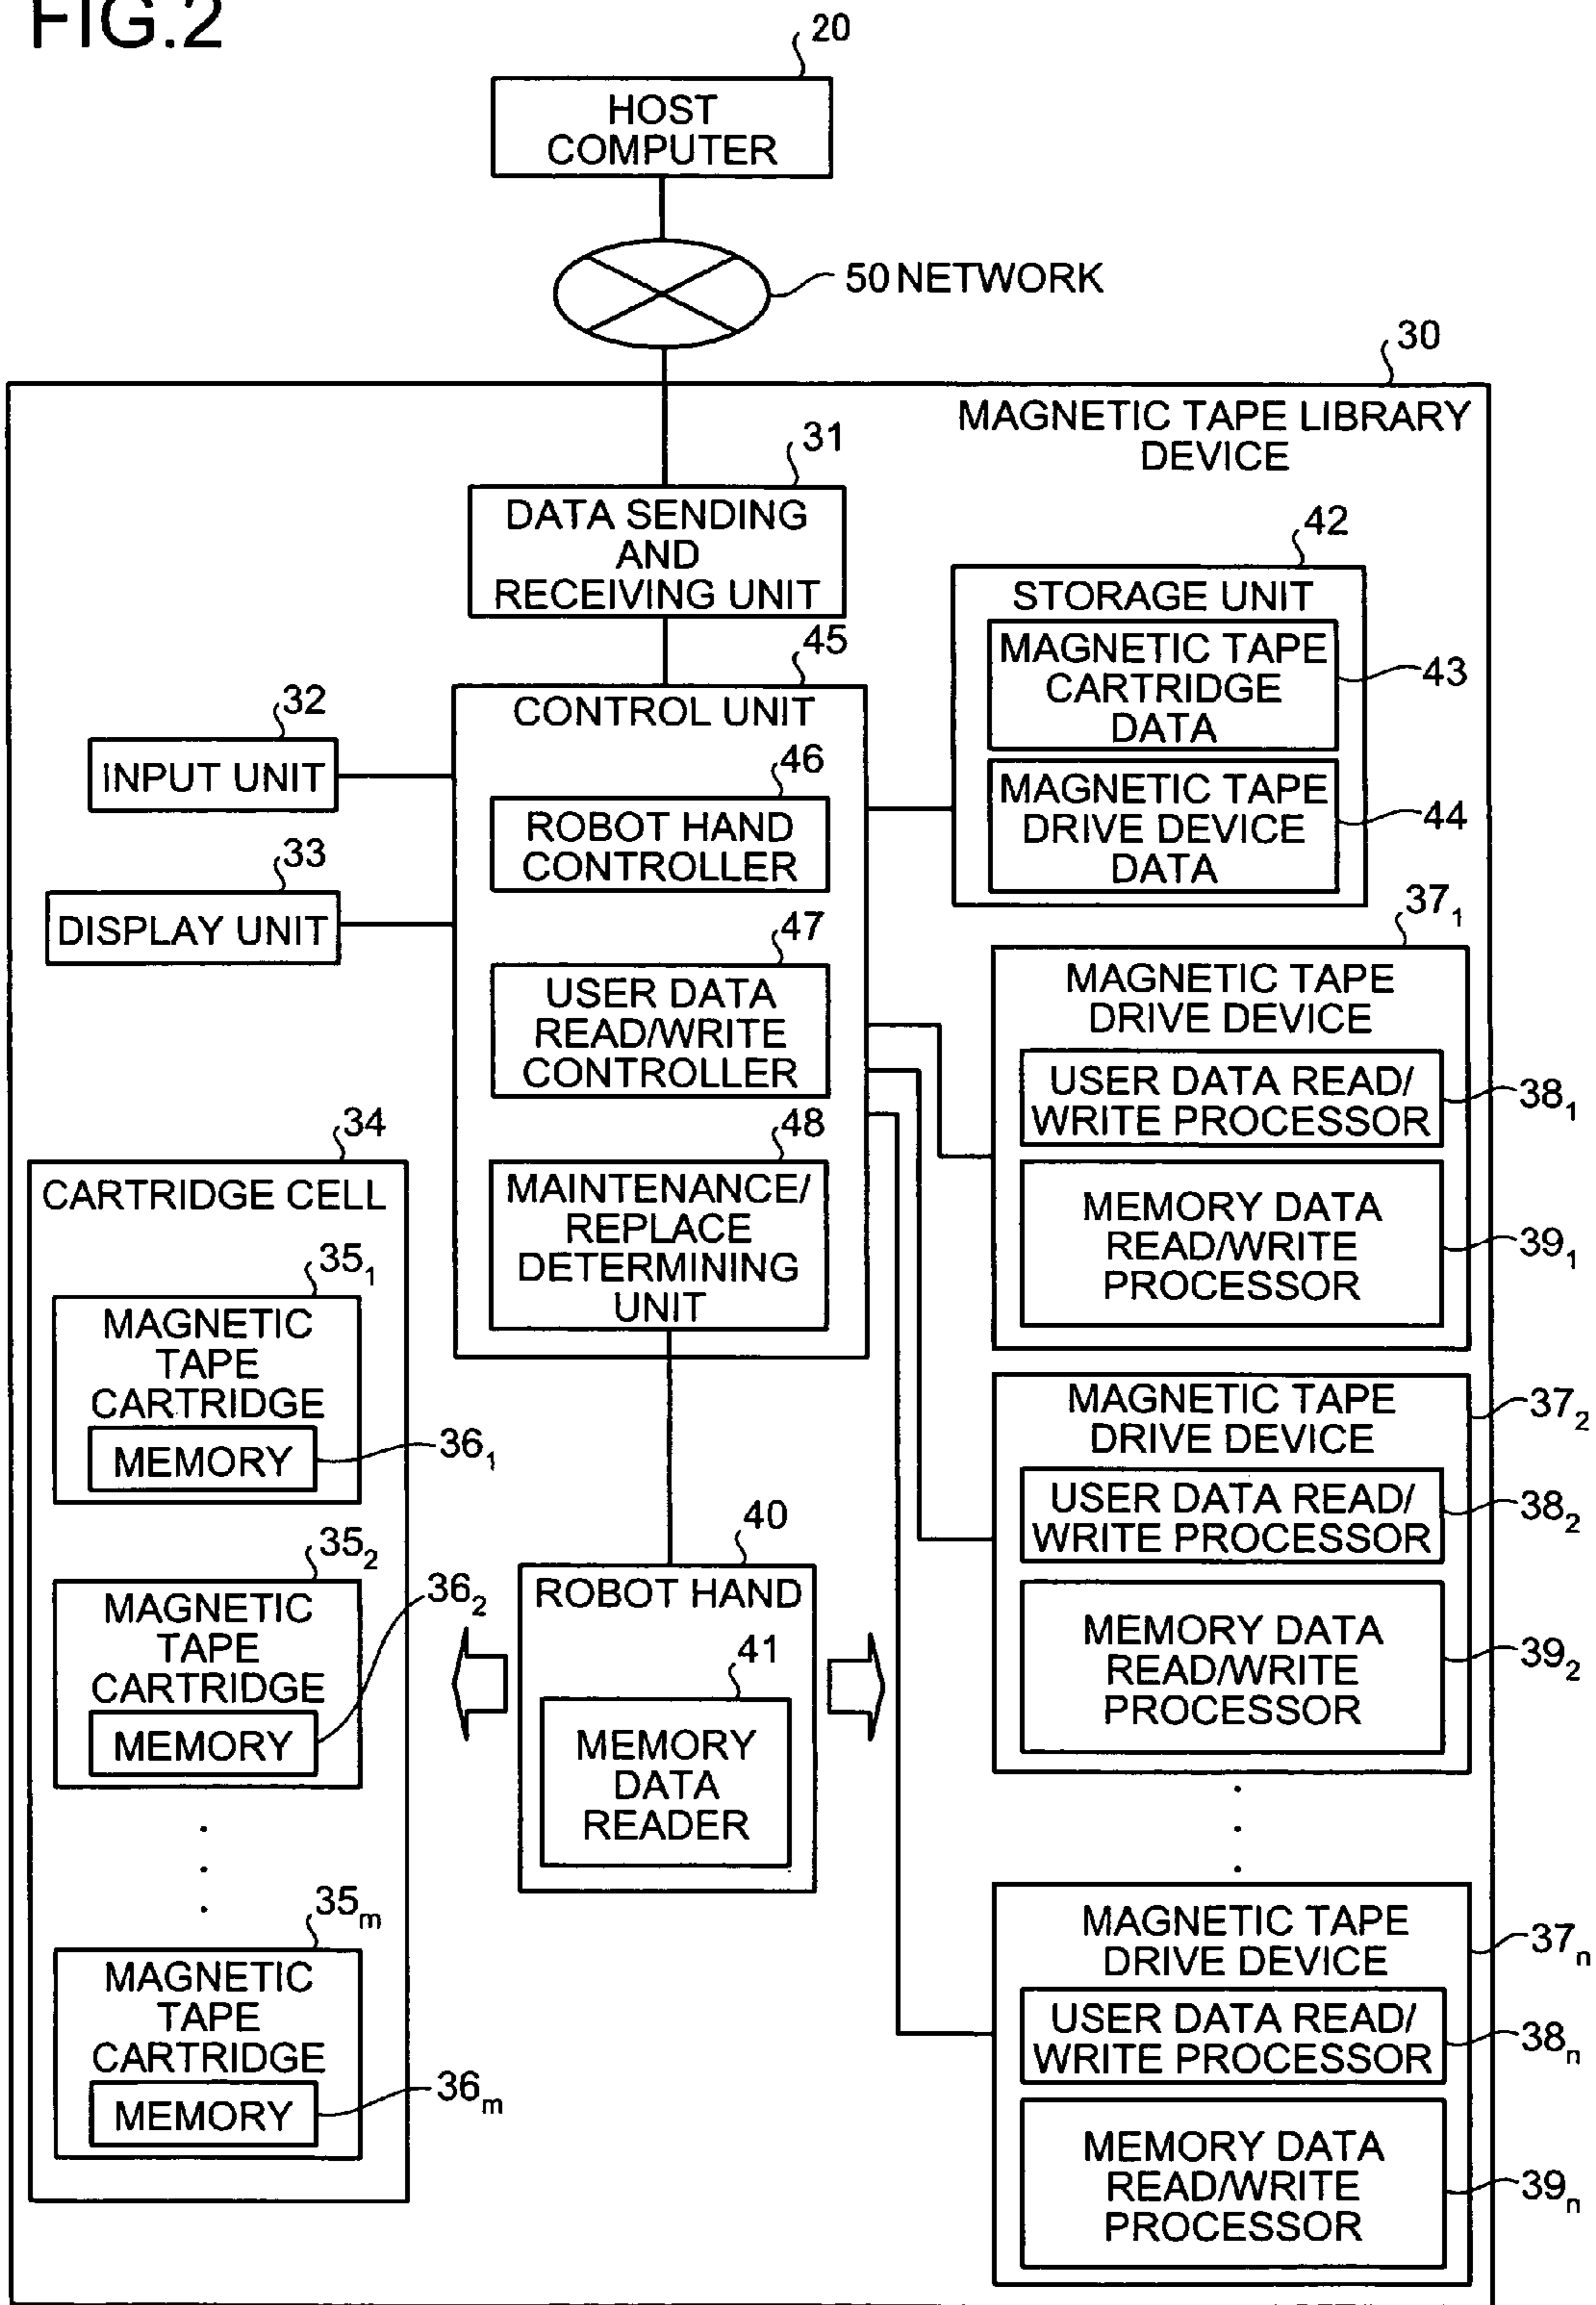 FIG.2
20
HOST
COMPUTER
50 NETWORK
30
MAGNETIC TAPE LIBRARY
DEVICE
31
DATA SENDING
AND
RECEIVING UNIT
42
STORAGE UNIT
MAGNETIC TAPE
CARTRIDGE
DATA
43
MAGNETIC TAPE
DRIVE DEVICE
DATA
44
45
CONTROL UNIT
32
INPUT UNIT
46
ROBOT HAND
CONTROLLER
33
DISPLAY UNIT
47
USER DATA
READ/WRITE
CONTROLLER
48
MAINTENANCE/
REPLACE
DETERMINING
UNIT
37₁
MAGNETIC TAPE
DRIVE DEVICE
USER DATA READ/
WRITE PROCESSOR
38₁
MEMORY DATA
READ/WRITE
PROCESSOR
39₁
34
CARTRIDGE CELL
35₁
MAGNETIC
TAPE
CARTRIDGE
MEMORY
36₁
35₂
MAGNETIC
TAPE
CARTRIDGE
MEMORY
36₂
35m
MAGNETIC
TAPE
CARTRIDGE
MEMORY
36m
40
ROBOT HAND
41
MEMORY
DATA
READER
MAGNETIC TAPE
DRIVE DEVICE
37₂
USER DATA READ/
WRITE PROCESSOR
38₂
MEMORY DATA
READ/WRITE
PROCESSOR
39₂
MAGNETIC TAPE
DRIVE DEVICE
37n
USER DATA READ/
WRITE PROCESSOR
38n
MEMORY DATA
READ/WRITE
PROCESSOR
39n